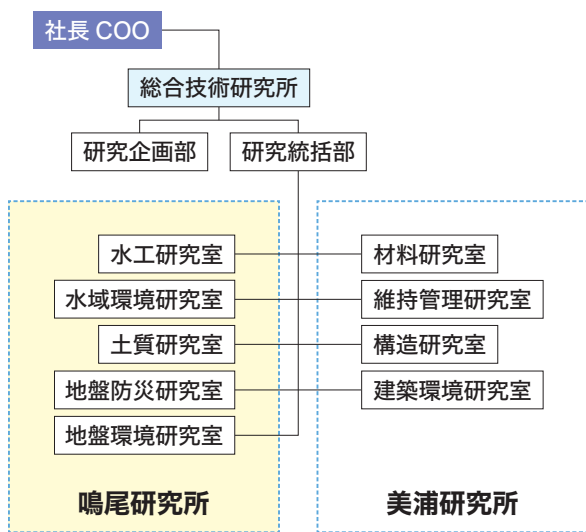 社長 COO
総合技術研究所
研究企画部
研究統括部
水工研究室
材料研究室
水域環境研究室
維持管理研究室
土質研究室
構造研究室
地盤防災研究室
建築環境研究室
地盤環境研究室
鳴尾研究所
美浦研究所